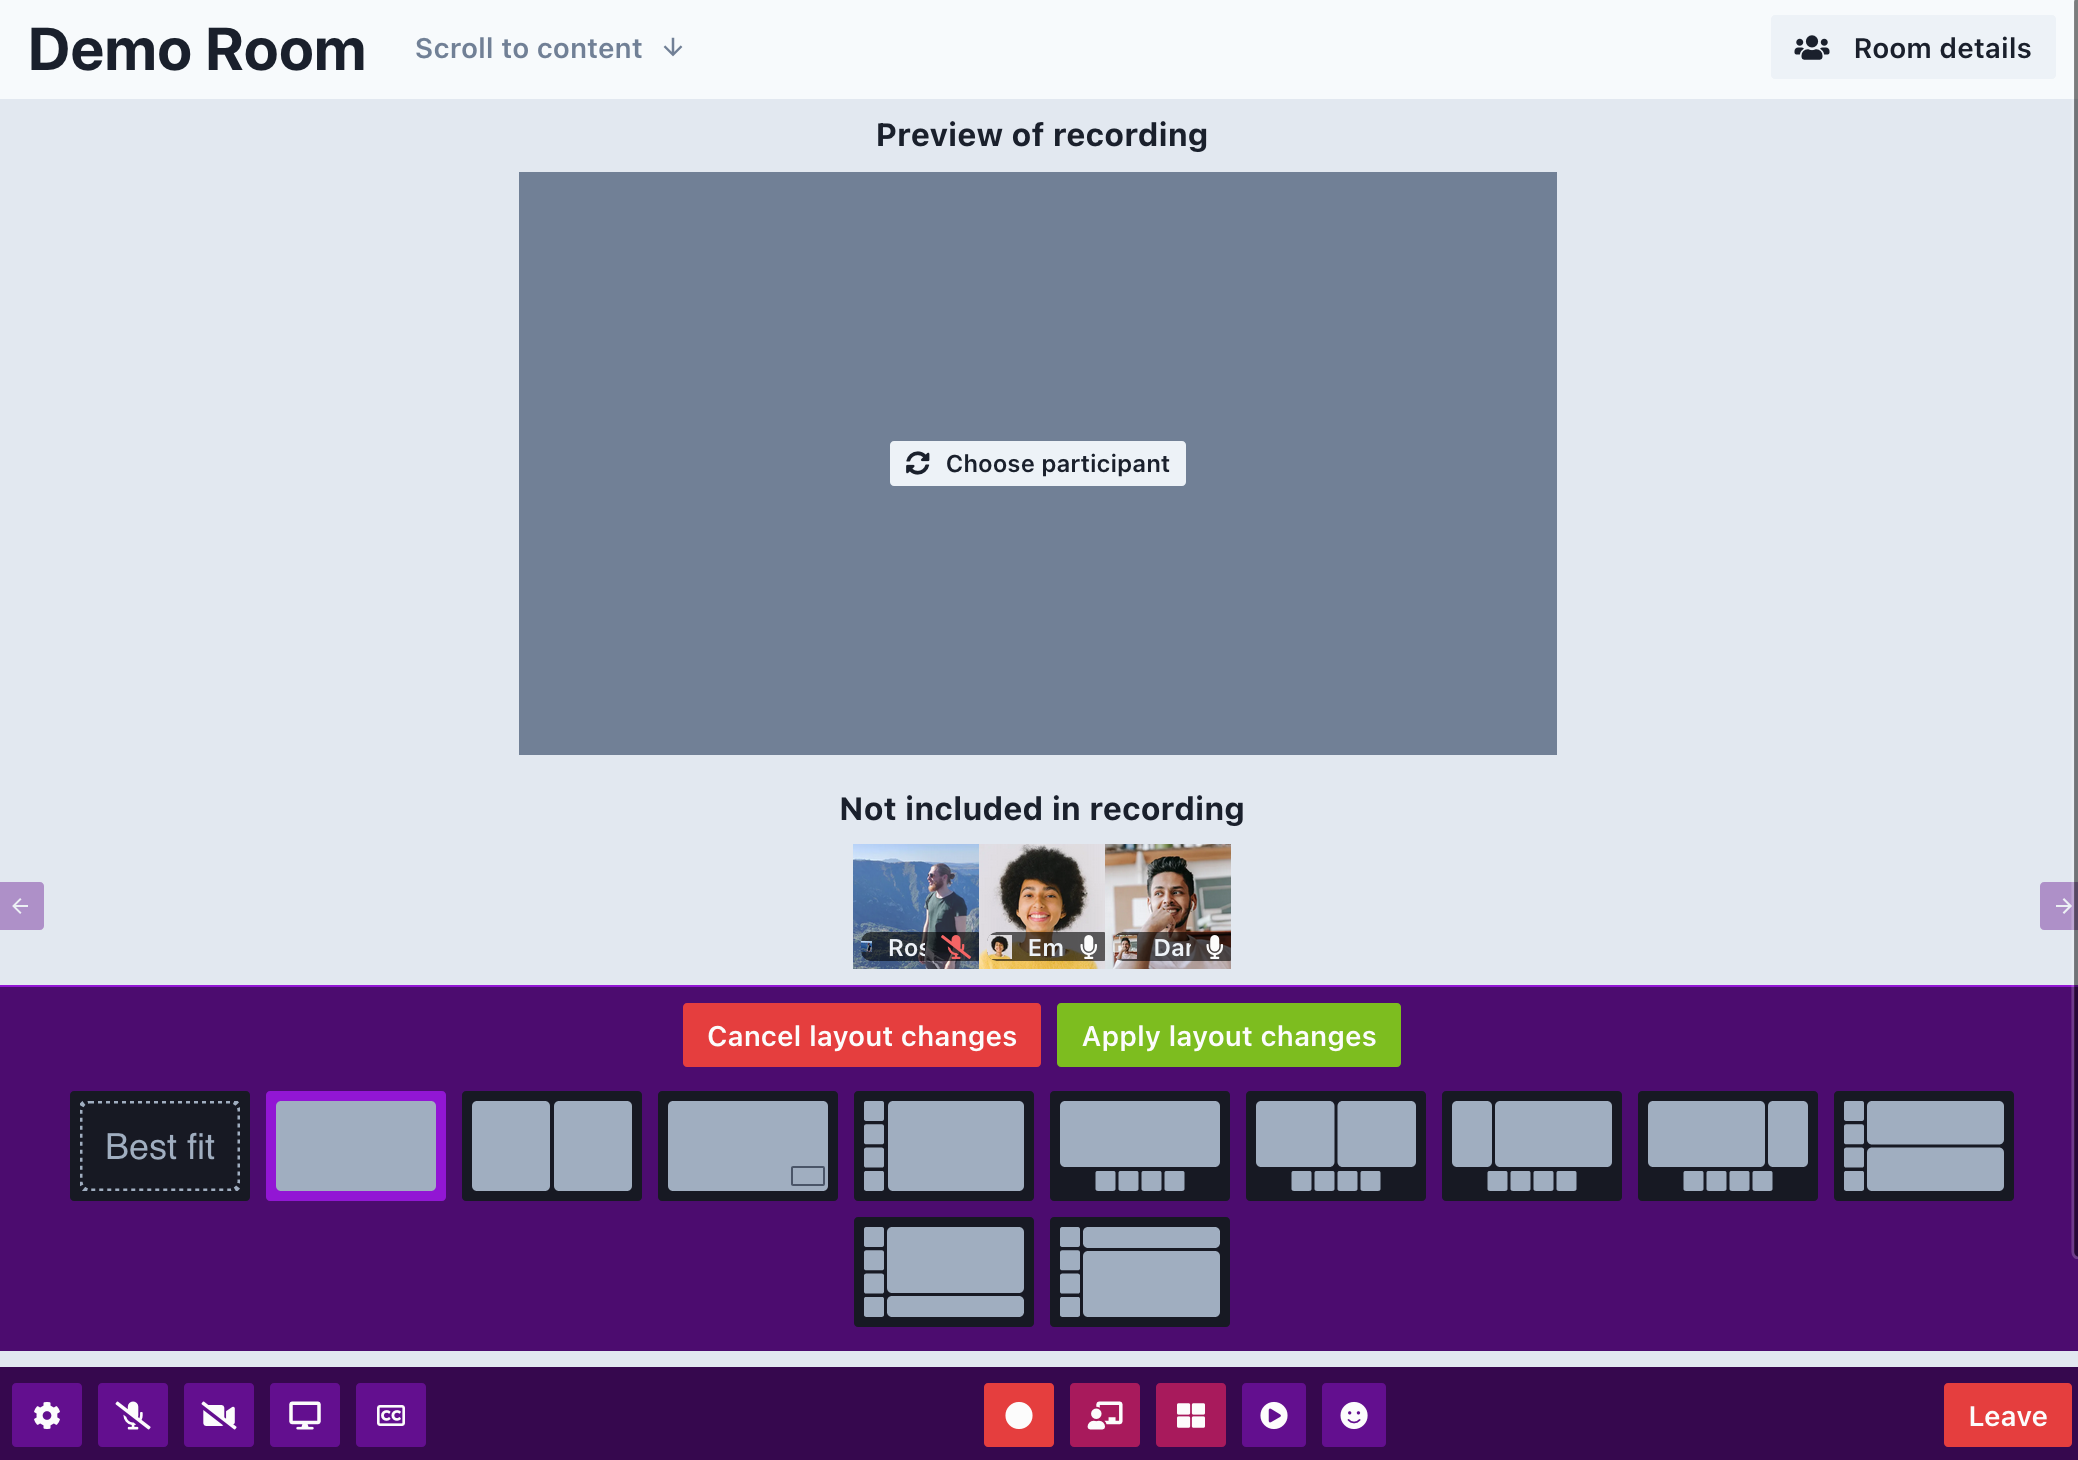 Demo Room
Scroll to content
Room details
Preview of recording
Choose participant
Not included in recording
Ros
Em
Dar
Cancel layout changes
Apply layout changes
Best fit
CC
Leave